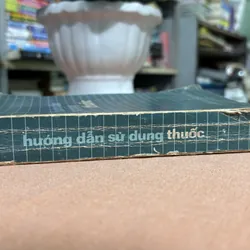 hướng dẫn sử dụng thuốc